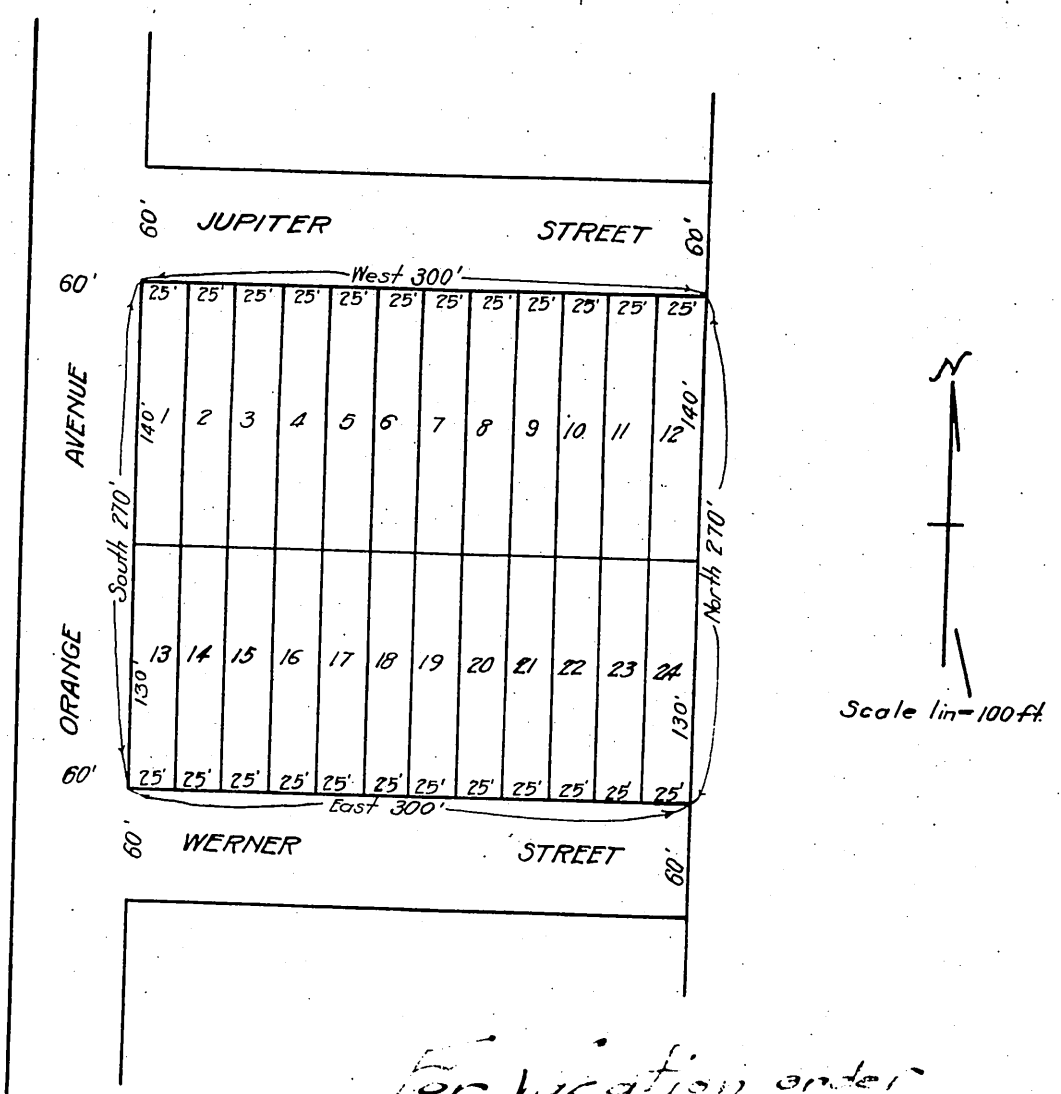 60' JUPITER STREET 60'
60' West 300'
25' 25' 25' 25' 25' 25' 25' 25' 25' 25' 25' 25'
AVENUE
N
140' 1 2 3 4 5 6 7 8 9 10 11 12 140'
South 270'
North 270'
ORANGE
13 14 15 16 17 18 19 20 21 22 23 24
130' 130'
Scale 1in=100ft.
60' 25' 25' 25' 25' 25' 25' 25' 25' 25' 25' 25' 25'
East 300'
60' WERNER STREET 60'
For vacation order